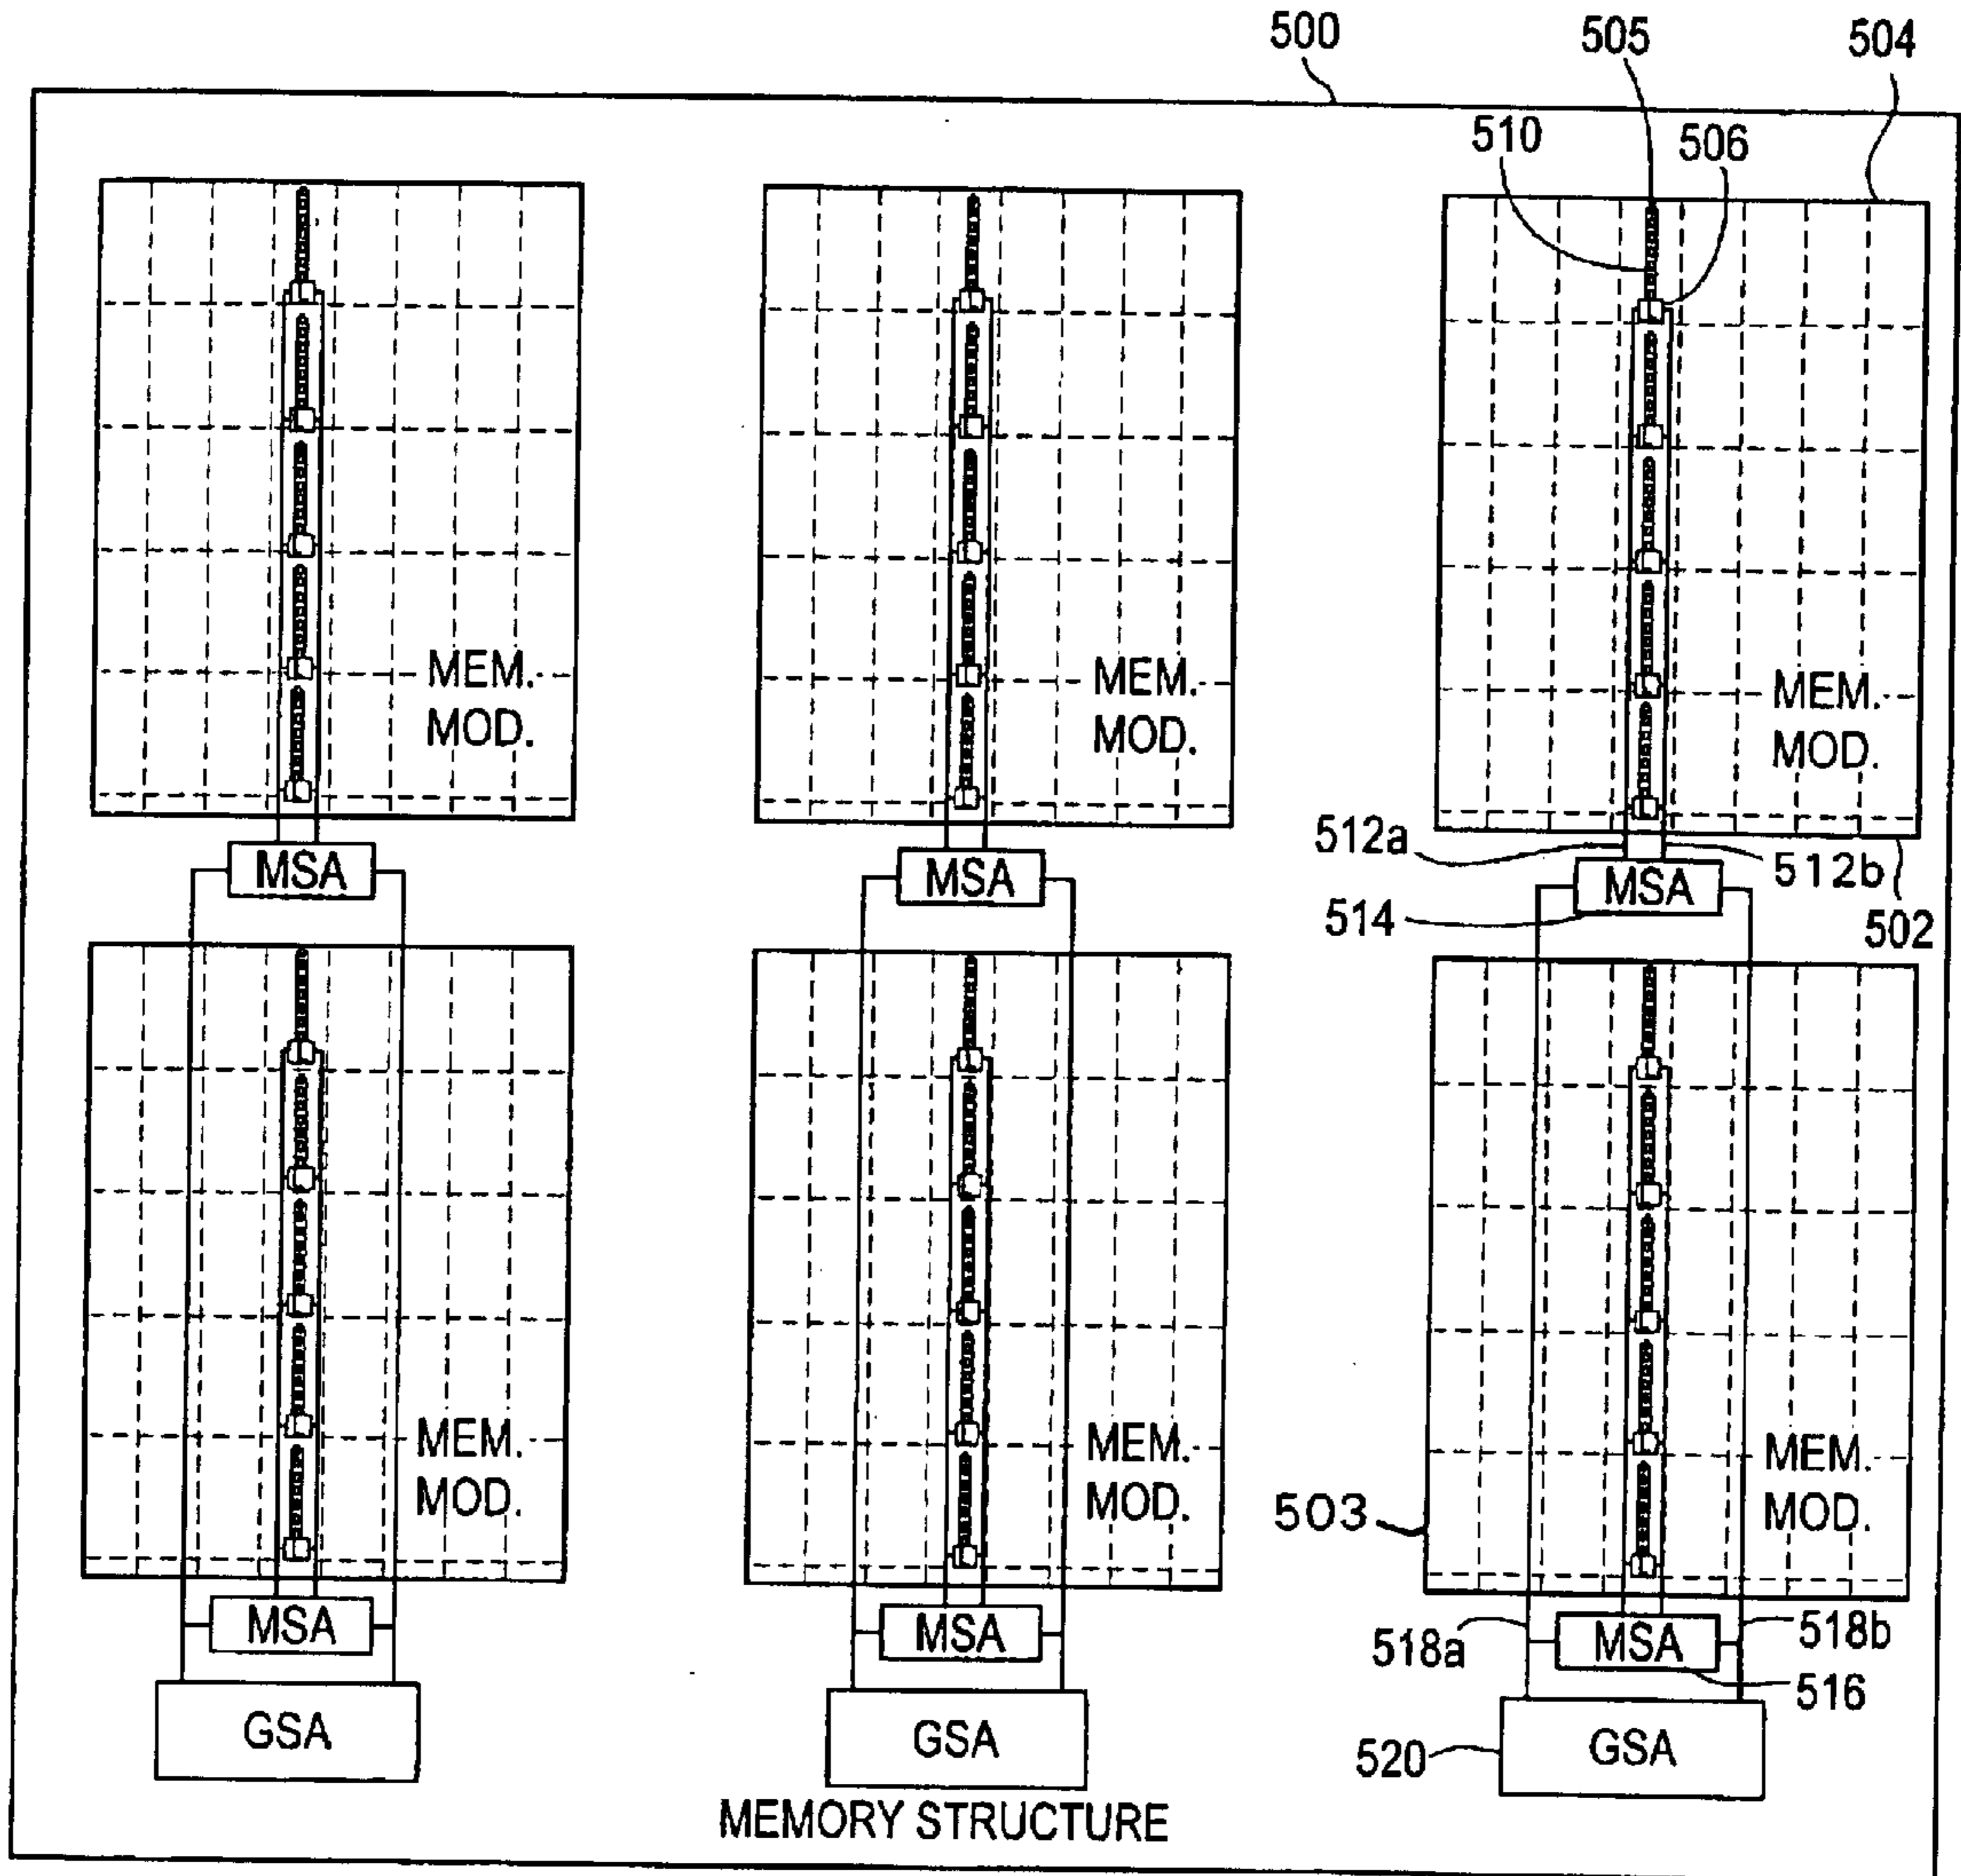 500
505
504
510
506
MEM.
MOD.
MEM.
MOD.
MEM.
MOD.
512a
512b
MSA
MSA
MSA
514
502
MEM.
MOD.
MEM.
MOD.
MEM.
MOD.
503
MSA
MSA
MSA
518a
518b
516
GSA
GSA
GSA
520
MEMORY STRUCTURE